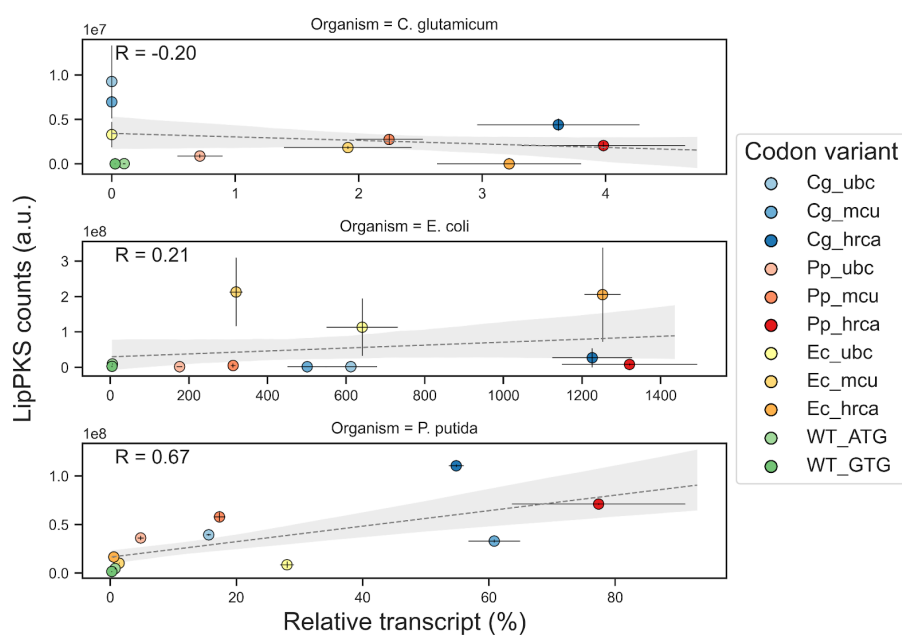 Organism = C. glutamicum
1e7
R = -0.20
1.0
0.5
0.0
0 1 2 3 4
Organism = E. coli
1e8
R = 0.21
3
2
1
0
0 200 400 600 800 1000 1200 1400
Organism = P. putida
1e8
R = 0.67
1.0
0.5
0.0
0 20 40 60 80
LipPKS counts (a.u.)
Relative transcript (%)
Codon variant
Cg_ubc
Cg_mcu
Cg_hrca
Pp_ubc
Pp_mcu
Pp_hrca
Ec_ubc
Ec_mcu
Ec_hrca
WT_ATG
WT_GTG